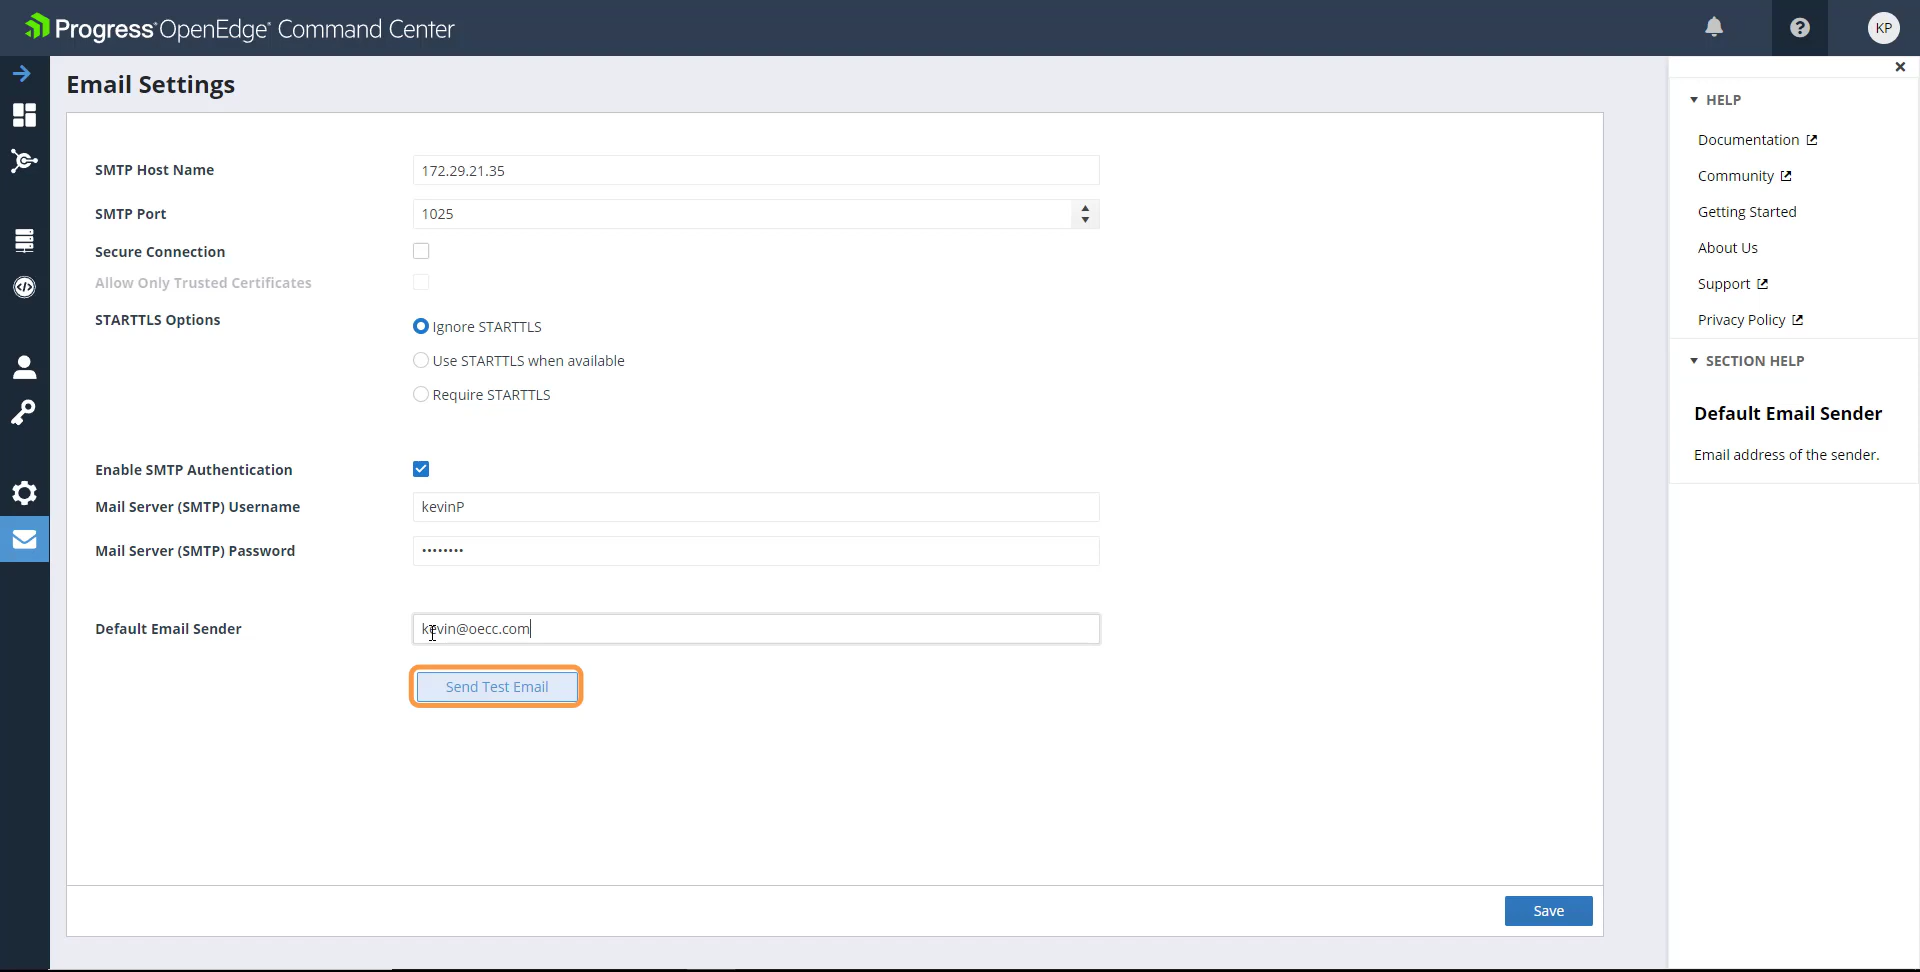 Progress OpenEdge Command Center
KP
Email Settings
SMTP Host Name
172.29.21.35
SMTP Port
1025
Secure Connection
Allow Only Trusted Certificates
STARTTLS Options
Ignore STARTTLS
Use STARTTLS when available
Require STARTTLS
Enable SMTP Authentication
Mail Server (SMTP) Username
kevinP
Mail Server (SMTP) Password
••••••••
Default Email Sender
kevin@oecc.com
Send Test Email
Save
HELP
Documentation
Community
Getting Started
About Us
Support
Privacy Policy
SECTION HELP
Default Email Sender
Email address of the sender.